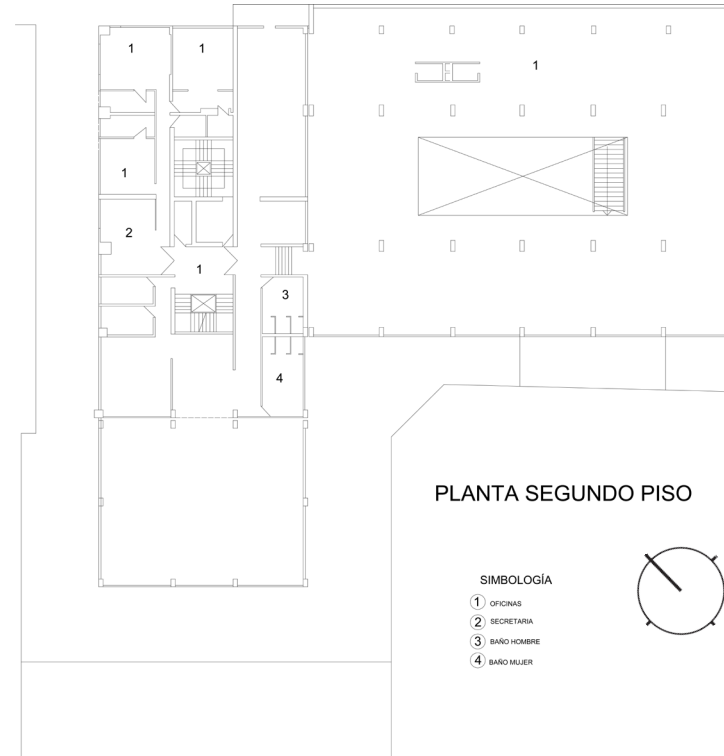 1 1
1
1
2
1
3
4
PLANTA SEGUNDO PISO
SIMBOLOGÍA
1 OFICINAS
2 SECRETARIA
3 BAÑO HOMBRE
4 BAÑO MUJER